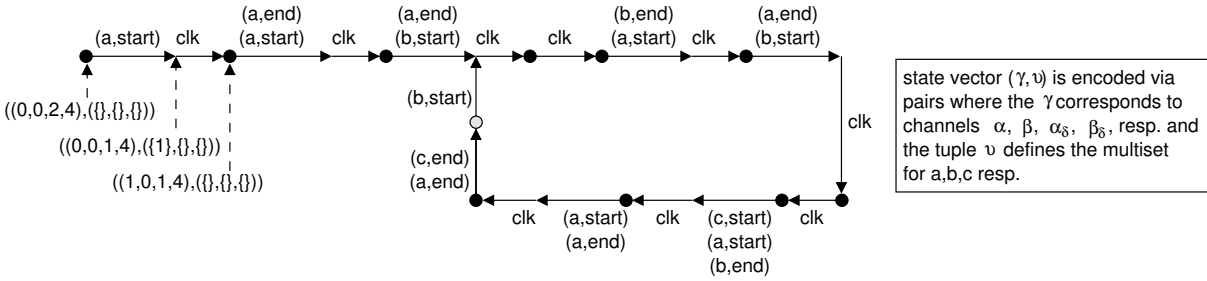 (a,end)
(a,end)
(b,end)
(a,end)
(a,start)
clk
(a,start)
clk
(b,start)
clk
clk
(a,start)
clk
(b,start)
state vector (γ,υ) is encoded via
pairs where the γ corresponds to
channels α, β, αδ, βδ, resp. and
the tuple υ defines the multiset
for a,b,c resp.
(b,start)
((0,0,2,4),({},{},{}))
clk
((0,0,1,4),({1},{},{}))
(c,end)
(a,end)
((1,0,1,4),({},{},{}))
clk
(a,start)
clk
(c,start)
clk
(a,end)
(a,start)
(b,end)